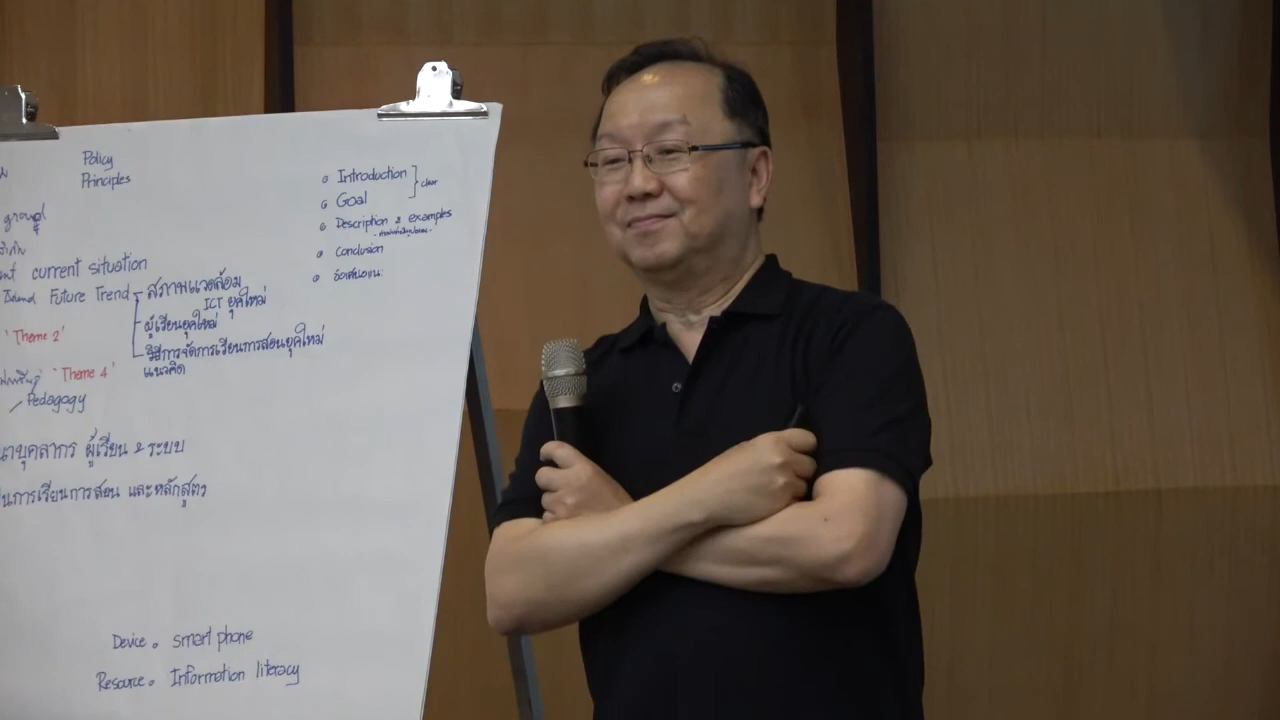 Policy
Principles
group
current situation
Future Trend สภาพแวดล้อม
ICT ยุคใหม่
ผู้เรียนยุคใหม่
'Theme 2'
วิธีการจัดการเรียนการสอนยุคใหม่
'Theme 4' แนวคิด
Pedagogy
บุคลากร ผู้เรียน & ระบบ
นการเรียนการสอน และหลักสูตร
Device. smart phone
Resource. Information literacy
Introduction
clear
Goal
Description & examples
Conclusion
ข้อเสนอแนะ